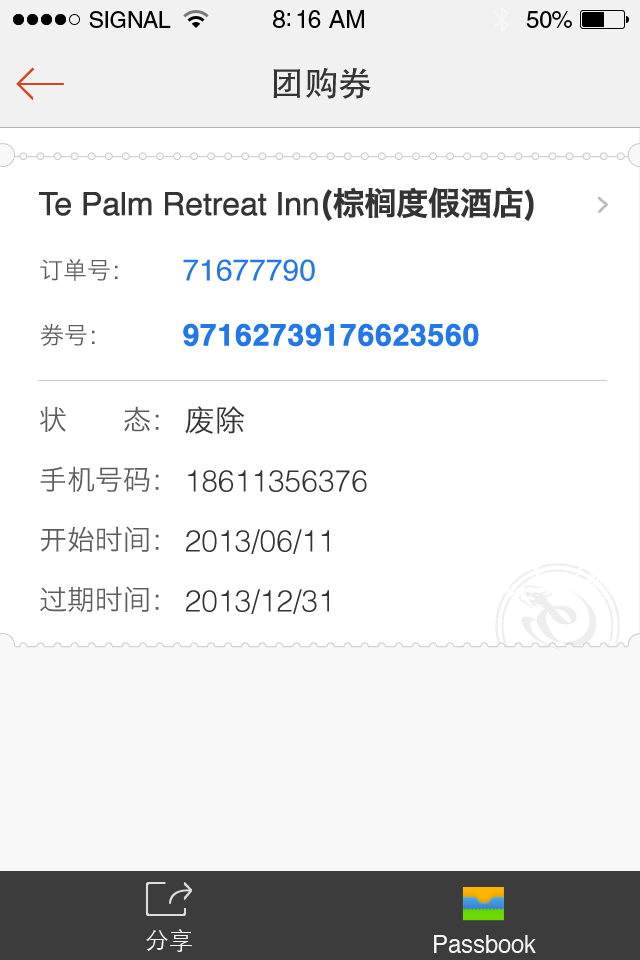 SIGNAL 8:16 AM 50%
团购券
Te Palm Retreat Inn(棕榈度假酒店)
订单号: 71677790
券号: 97162739176623560
状 态: 废除
手机号码: 18611356376
开始时间: 2013/06/11
过期时间: 2013/12/31
分享 Passbook